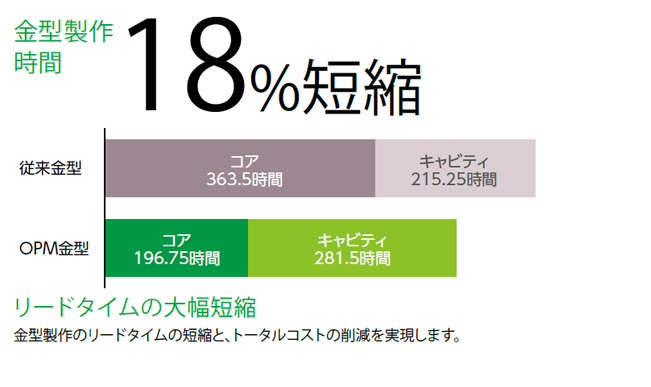 金型製作
時間
18%短縮
従来金型
コア
363.5時間
キャビティ
215.25時間
OPM金型
コア
196.75時間
キャビティ
281.5時間
リードタイムの大幅短縮
金型製作のリードタイムの短縮と、トータルコストの削減を実現します。